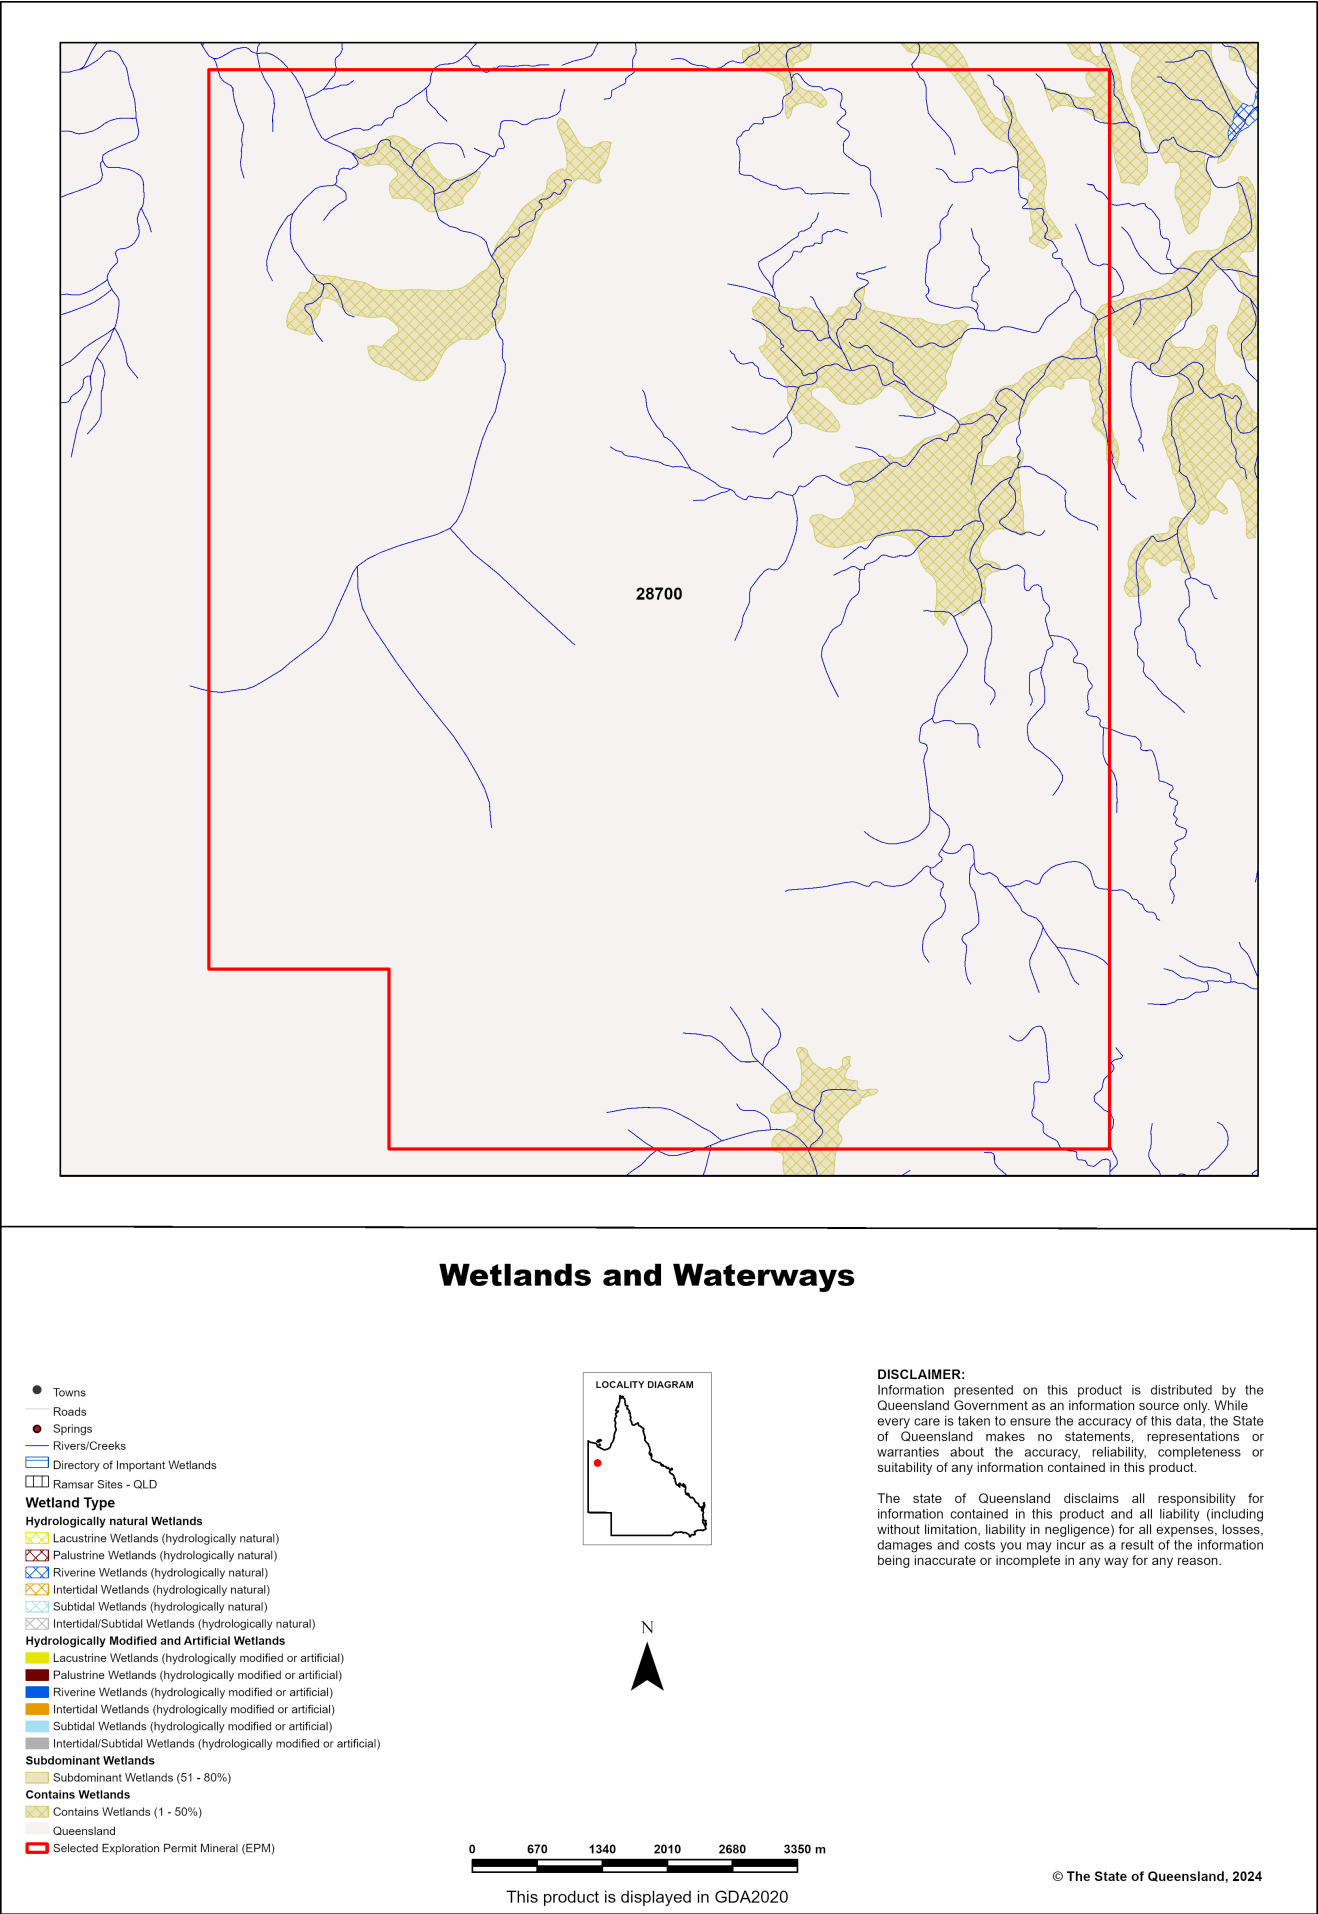 28700
Wetlands and Waterways
Towns
Roads
Springs
Rivers/Creeks
Directory of Important Wetlands
Ramsar Sites - QLD
Wetland Type
Hydrologically natural Wetlands
Lacustrine Wetlands (hydrologically natural)
Palustrine Wetlands (hydrologically natural)
Riverine Wetlands (hydrologically natural)
Intertidal Wetlands (hydrologically natural)
Subtidal Wetlands (hydrologically natural)
Intertidal/Subtidal Wetlands (hydrologically natural)
Hydrologically Modified and Artificial Wetlands
Lacustrine Wetlands (hydrologically modified or artificial)
Palustrine Wetlands (hydrologically modified or artificial)
Riverine Wetlands (hydrologically modified or artificial)
Intertidal Wetlands (hydrologically modified or artificial)
Subtidal Wetlands (hydrologically modified or artificial)
Intertidal/Subtidal Wetlands (hydrologically modified or artificial)
Subdominant Wetlands
Subdominant Wetlands (51 - 80%)
Contains Wetlands
Contains Wetlands (1 - 50%)
Queensland
Selected Exploration Permit Mineral (EPM)
LOCALITY DIAGRAM
N
0 670 1340 2010 2680 3350 m
This product is displayed in GDA2020
DISCLAIMER:
Information presented on this product is distributed by the
Queensland Government as an information source only. While
every care is taken to ensure the accuracy of this data, the State
of Queensland makes no statements, representations or
warranties about the accuracy, reliability, completeness or
suitability of any information contained in this product.
The state of Queensland disclaims all responsibility for
information contained in this product and all liability (including
without limitation, liability in negligence) for all expenses, losses,
damages and costs you may incur as a result of the information
being inaccurate or incomplete in any way for any reason.
© The State of Queensland, 2024